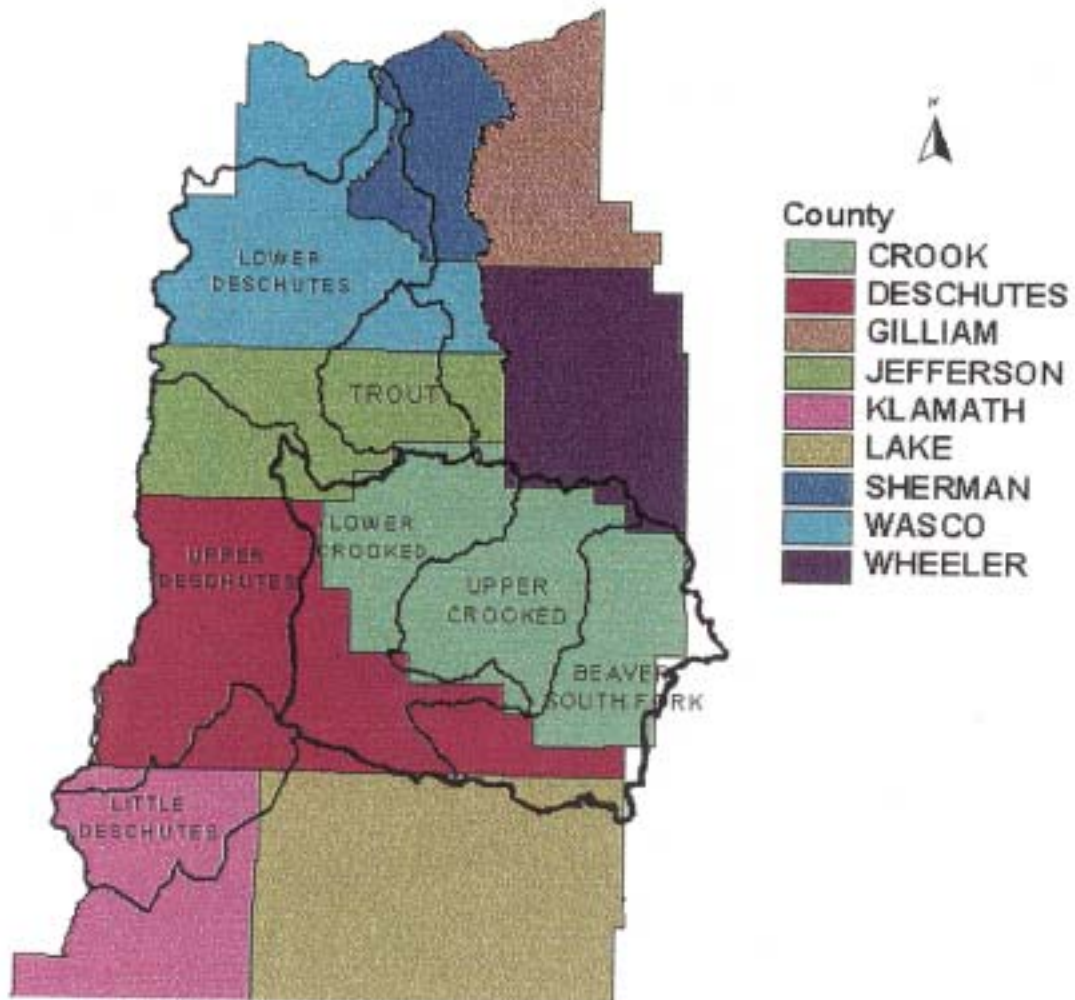 N
County
CROOK
DESCHUTES
GILLIAM
JEFFERSON
KLAMATH
LAKE
SHERMAN
WASCO
WHEELER
LOWER
DESCHUTES
TROUT
LOWER
CROOKED
UPPER
DESCHUTES
UPPER
CROOKED
BEAVER
SOUTH FORK
LITTLE
DESCHUTES